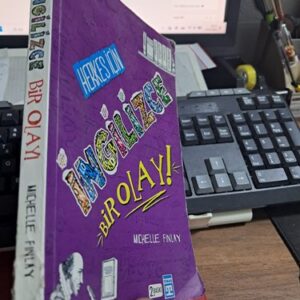 HERKES İÇİN
İNGİLİZCE
BİR OLAY!
MICHELLE FINLAY
İNGİLİZCE BİR OLAY!
MICHELLE FINLAY